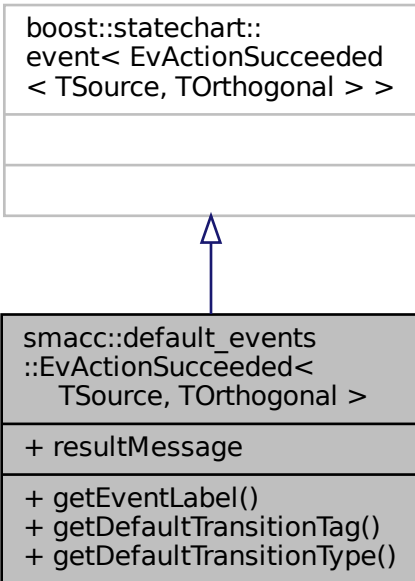 boost::statechart::
event< EvActionSucceeded
< TSource, TOrthogonal > >
smacc::default_events
::EvActionSucceeded<
TSource, TOrthogonal >
+ resultMessage
+ getEventLabel()
+ getDefaultTransitionTag()
+ getDefaultTransitionType()